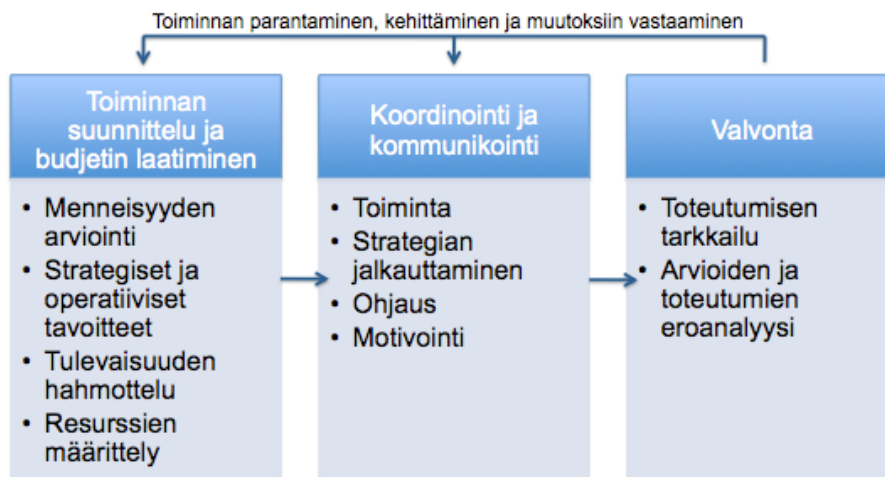 Toiminnan parantaminen, kehittäminen ja muutoksiin vastaaminen
Toiminnan
suunnittelu ja
budjetin laatiminen
• Menneisyyden
arviointi
• Strategiset ja
operatiiviset
tavoitteet
• Tulevaisuuden
hahmottelu
• Resurssien
määrittely
Koordinointi ja
kommunikointi
• Toiminta
• Strategian
jalkauttaminen
• Ohjaus
• Motivointi
Valvonta
• Toteutumisen
tarkkailu
• Arvioiden ja
toteutumien
eroanalyysi